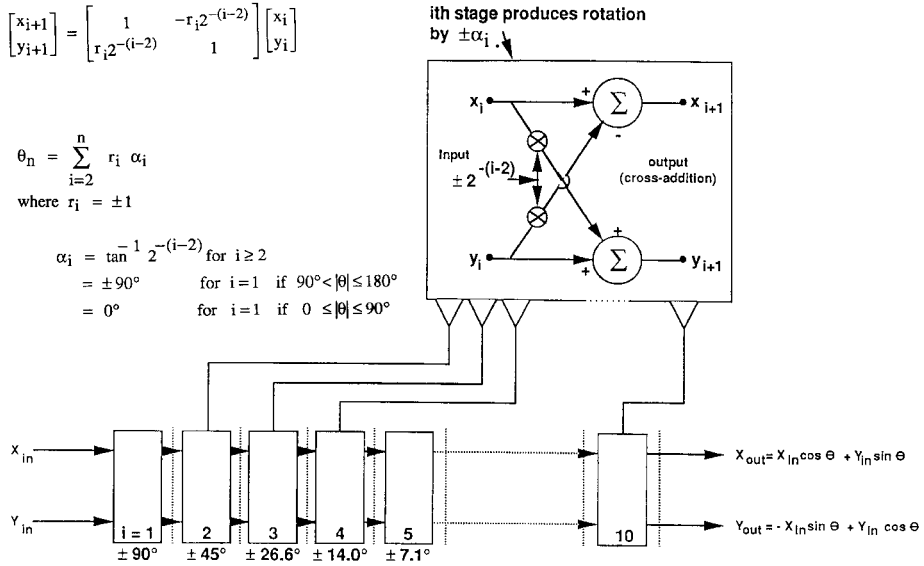 [x_{i+1}] = [1 -r_i2^{-(i-2)}] [x_i]
[y_{i+1}] [r_i2^{-(i-2)} 1] [y_i]
θ_n = n ∑ i=2 r_i α_i
where r_i = ±1
α_i = tan^{-1} 2^{-(i-2)} for i ≥ 2
= ± 90° for i = 1 if 90° < |θ| ≤ 180°
= 0° for i = 1 if 0 ≤ |θ| ≤ 90°
ith stage produces rotation
by ±α_i .
x_i + Σ x_{i+1}
-
Input
± 2^{-(i-2)}
output
(cross-addition)
+
y_i + Σ y_{i+1}
X_in
X_out = X_in cos θ + Y_in sin θ
Y_in
Y_out = - X_in sin θ + Y_in cos θ
i = 1 2 3 4 5 10
± 90° ± 45° ± 26.6° ± 14.0° ± 7.1°